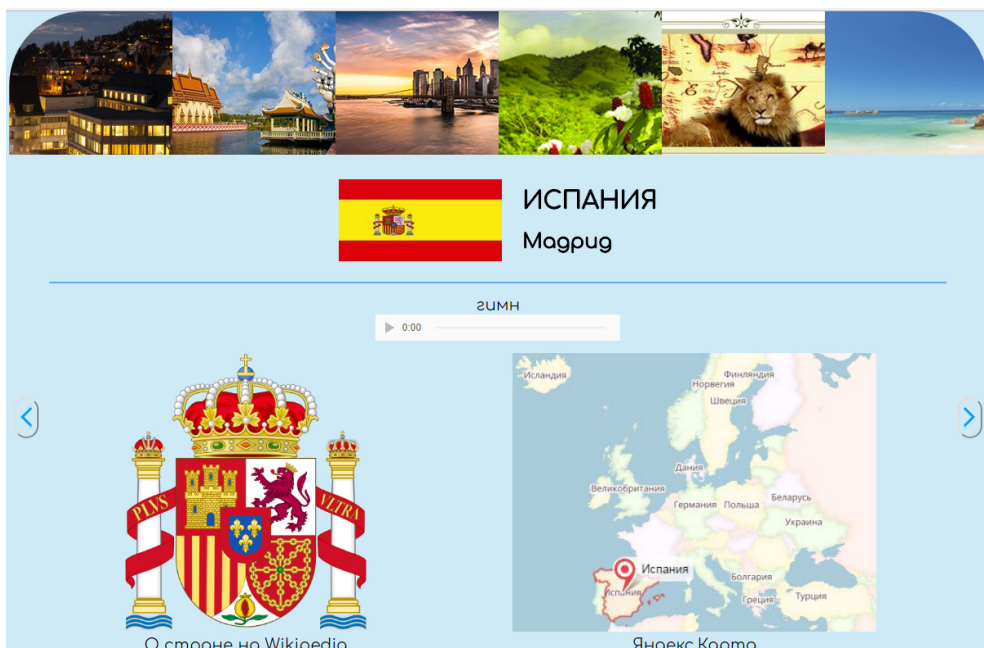 ИСПАНИЯ
Мадрид
гимн
0:00
PLVS
VLTRA
Исландия
Финляндия
Норвегия
Швеция
Дания
Великобритания
Германия
Польша
Беларусь
Украина
Испания
Испания
Болгария
Греция
Турция
О стране на Wikipedia
Яндекс Карта